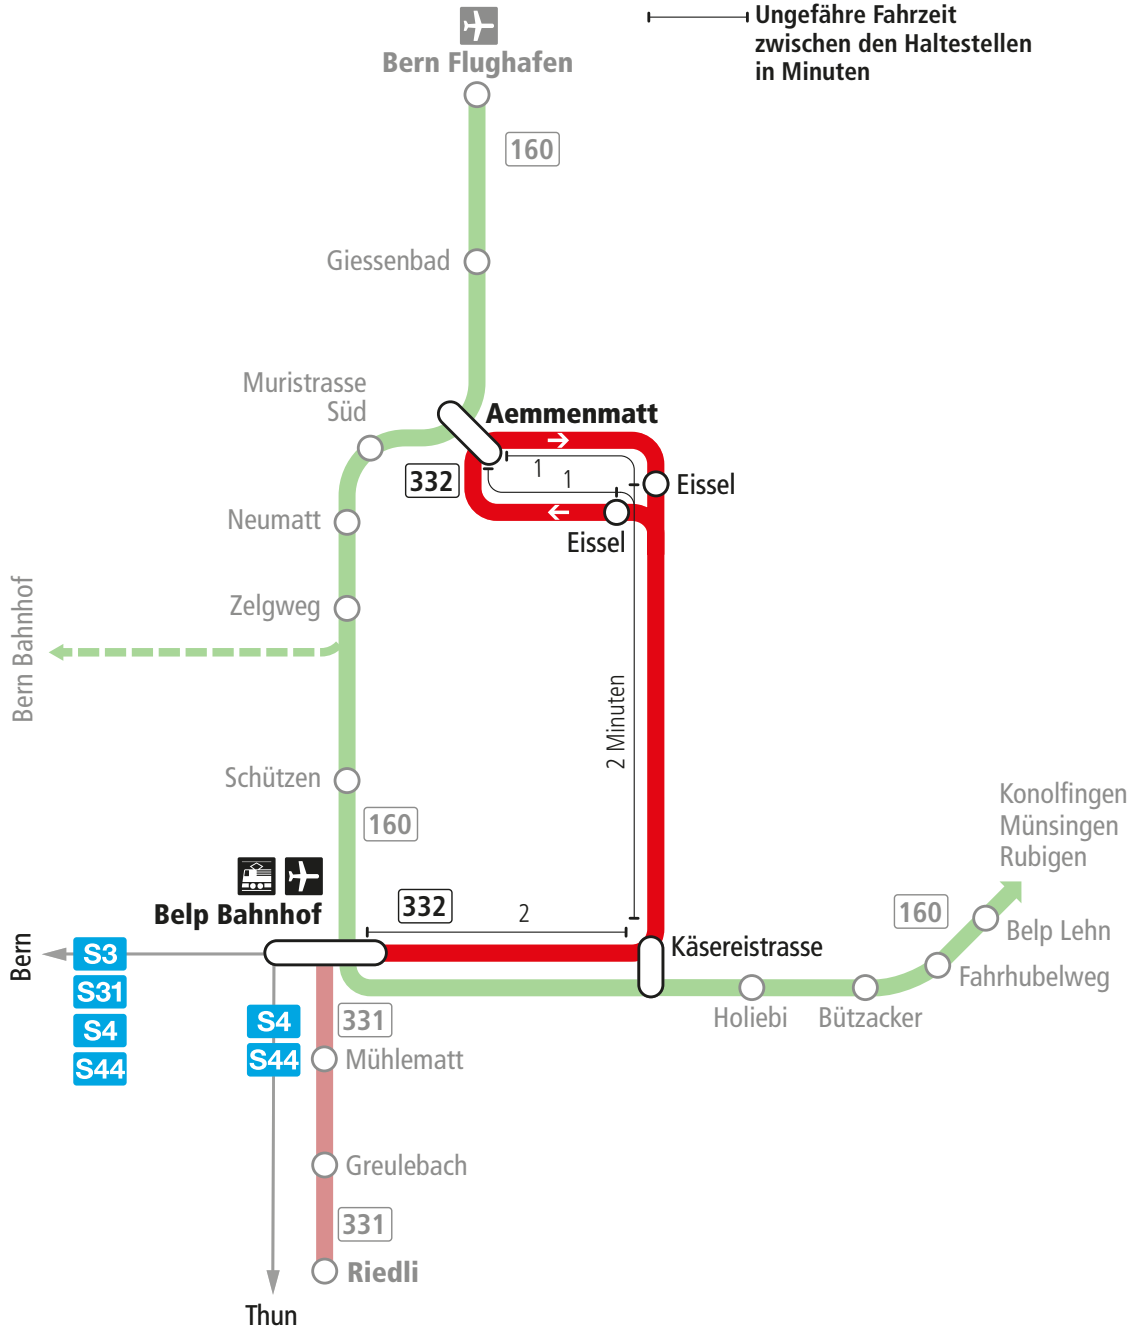 Ungefähre Fahrzeit
zwischen den Haltestellen
in Minuten
Bern Flughafen
160
Giessenbad
Muristrasse
Süd
Aemmenmatt
332
1
1
Eissel
Eissel
Neumatt
Zelgweg
Bern Bahnhof
2 Minuten
Schützen
160
Konolfingen
Münsingen
Rubigen
Belp Bahnhof
332
2
160
Belp Lehn
Käsereistrasse
Fahrhubelweg
Bern
S3
S31
S4
S44
S4
S44
331
Holiebi
Bützacker
Mühlematt
Greulebach
331
Riedli
Thun